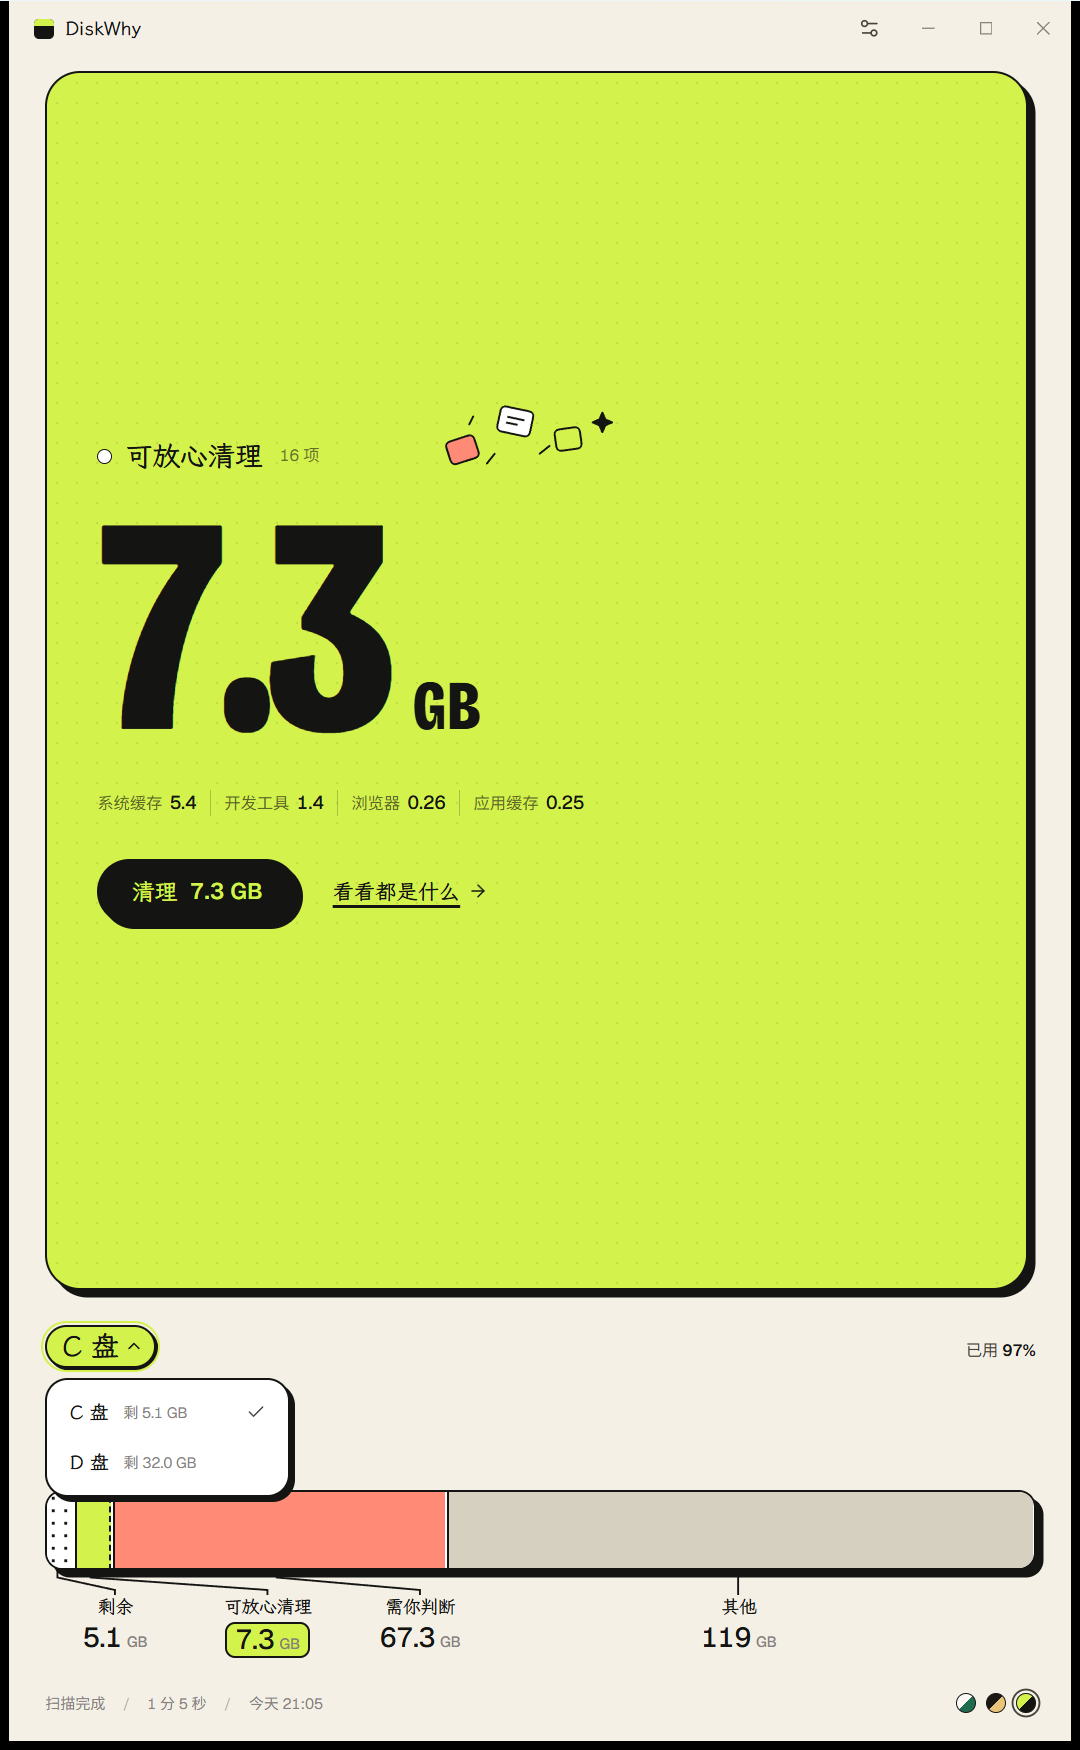 DiskWhy
可放心清理 16 项
7.3 GB
系统缓存 5.4 开发工具 1.4 浏览器 0.26 应用缓存 0.25
清理 7.3 GB 看看都是什么 →
C 盘
已用 97%
C 盘 剩 5.1 GB
D 盘 剩 32.0 GB
剩余 可放心清理 需你判断 其他
5.1 GB 7.3 GB 67.3 GB 119 GB
扫描完成 / 1 分 5 秒 / 今天 21:05